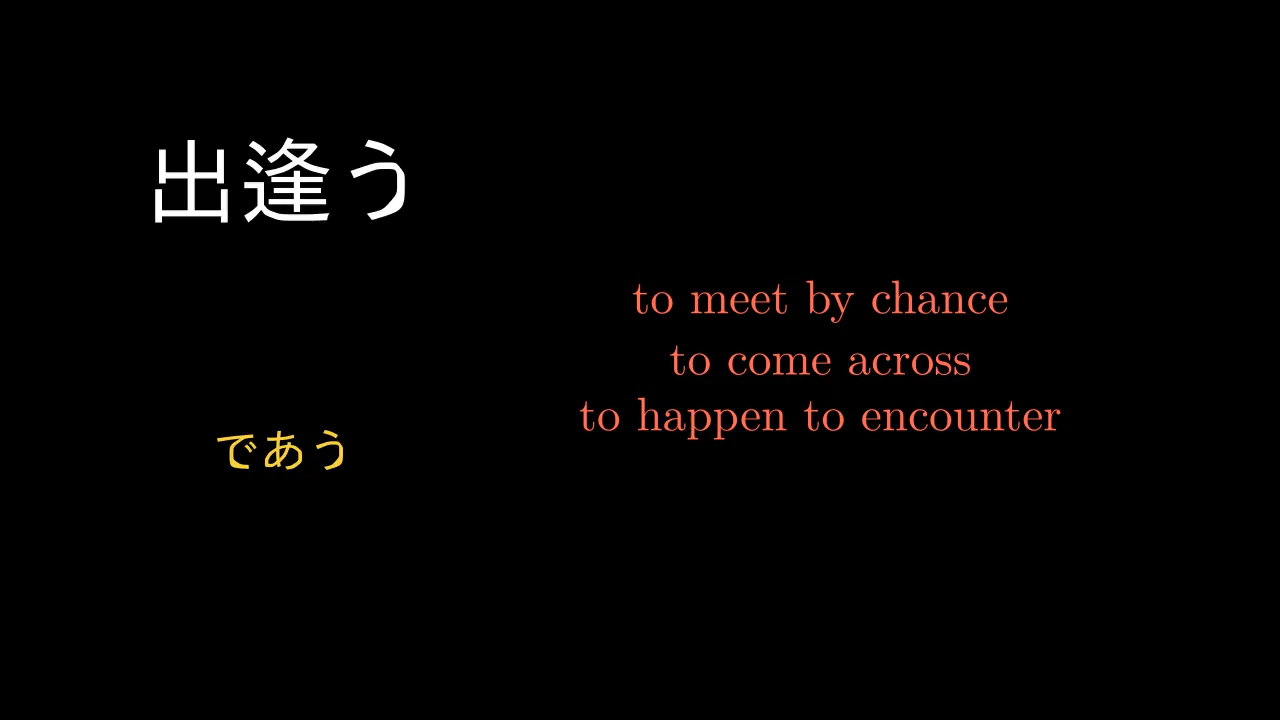 出逢う
であう
to meet by chance
to come across
to happen to encounter